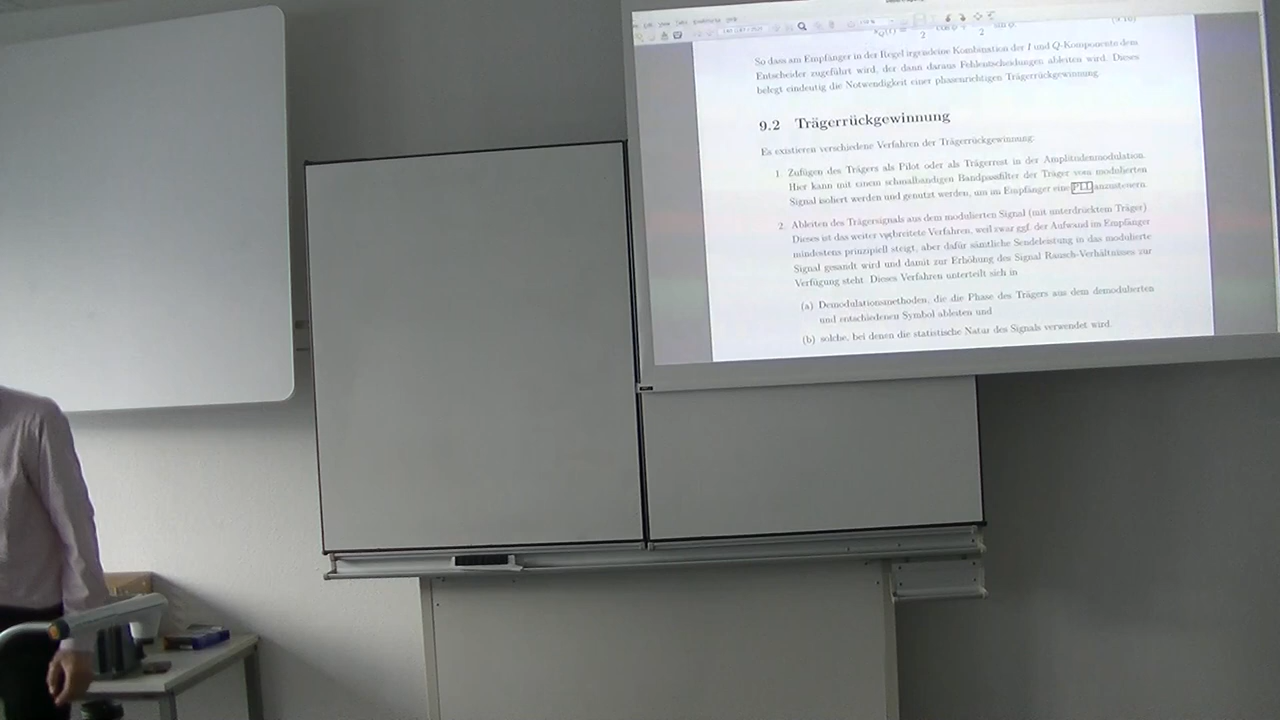 So dass am Empfänger in der Regel irgendeine Kombination der I und Q-Komponente dem
Entscheider zugeführt wird, der dann daraus Fehlentscheidungen ableiten wird. Dieses
belegt eindeutig die Notwendigkeit einer phasenrichtigen Trägerrückgewinnung.
9.2 Trägerrückgewinnung
Es existieren verschiedene Verfahren der Trägerrückgewinnung:
1. Zufügen des Trägers als Pilot oder als Trägerrest in der Amplitudenmodulation.
Hier kann mit einem schmalbandigen Bandpassfilter der Träger vom modulierten
Signal isoliert werden und genutzt werden, um im Empfänger eine PLL anzusteuern.
2. Ableiten des Trägersignals aus dem modulierten Signal (mit unterdrücktem Träger)
Dieses ist das weiter verbreitete Verfahren, weil zwar ggf. der Aufwand im Empfänger
mindestens prinzipiell steigt, aber dafür sämtliche Sendeleistung in das modulierte
Signal gesandt wird und damit zur Erhöhung des Signal Rausch-Verhältnisses zur
Verfügung steht. Dieses Verfahren unterteilt sich in
(a) Demodulationsmethoden, die die Phase des Trägers aus dem demodulierten
und entschiedenen Symbol ableiten und
(b) solche, bei denen die statistische Natur des Signals verwendet wird.